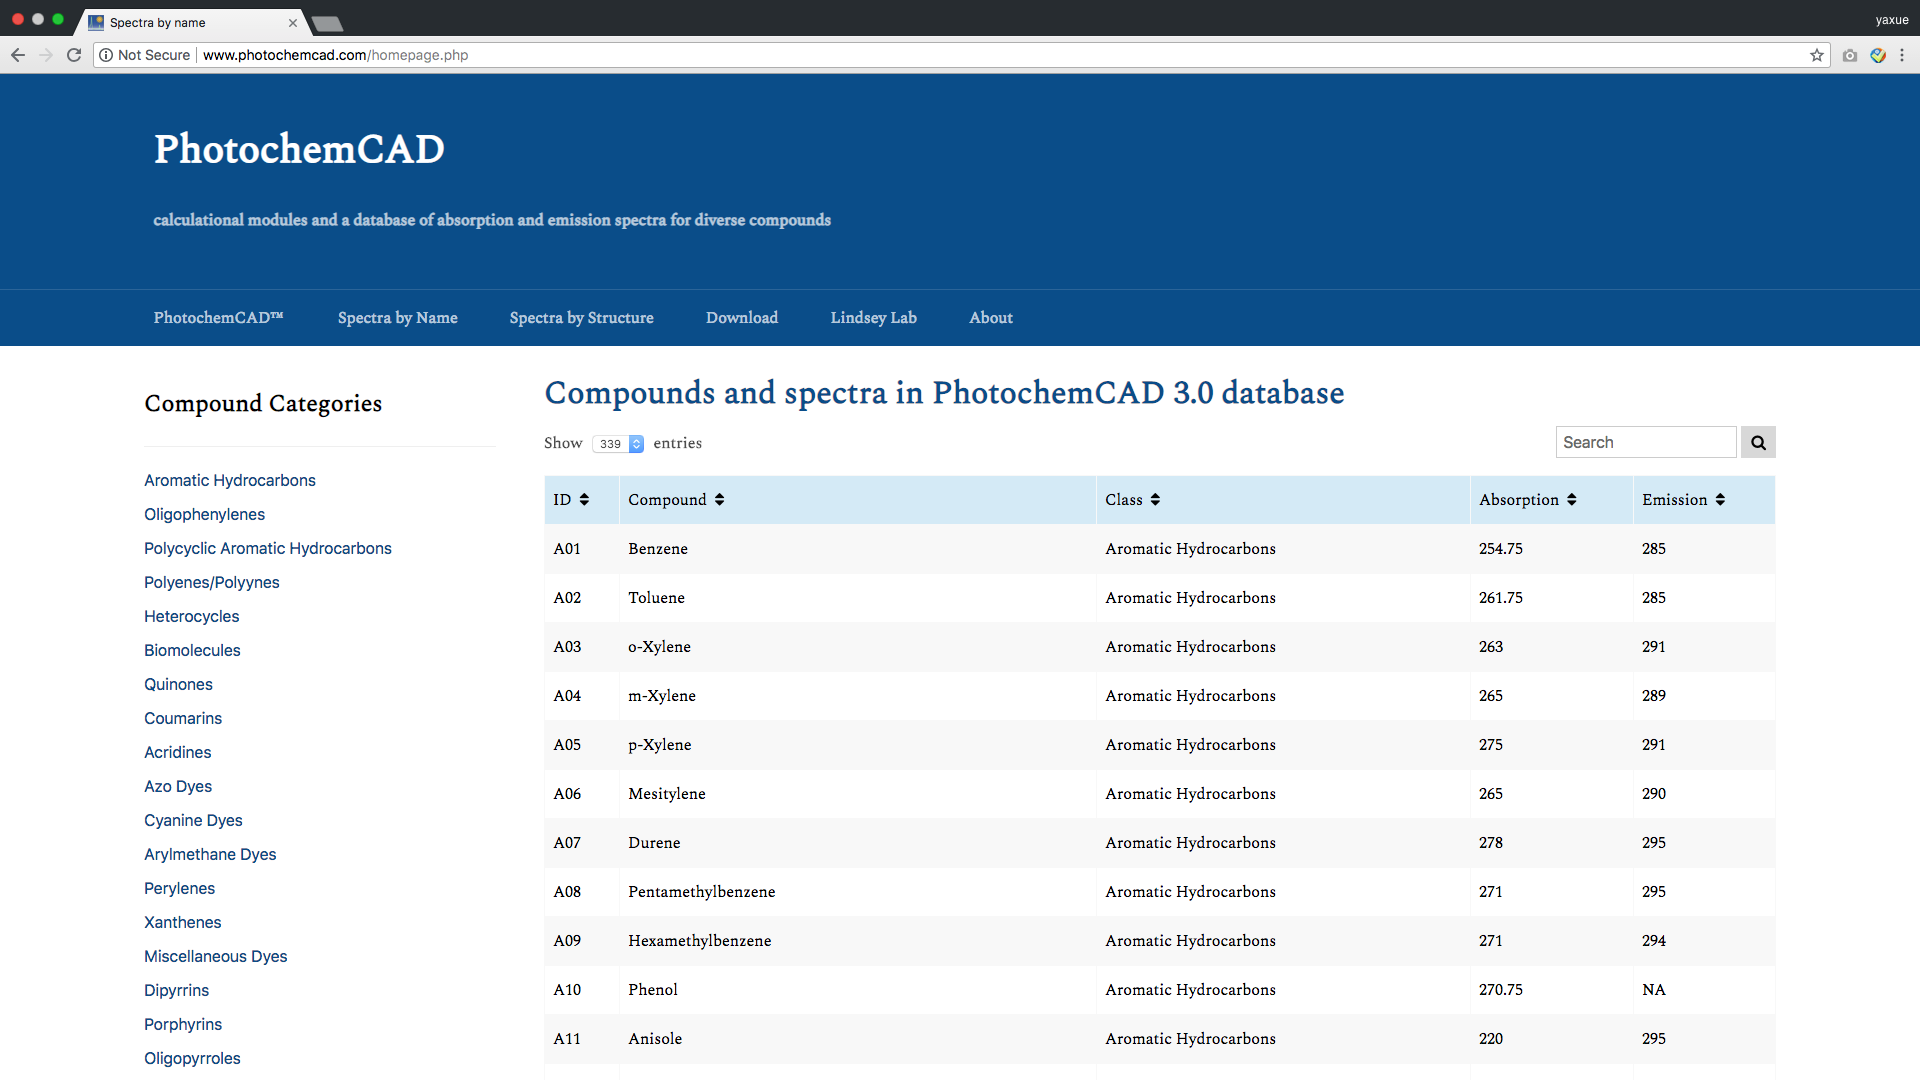 Spectra by name
yaxue
Not Secure
www.photochemcad.com/homepage.php
PhotochemCAD
calculational modules and a database of absorption and emission spectra for diverse compounds
PhotochemCAD™ Spectra by Name Spectra by Structure Download Lindsey Lab About
Compound Categories
Aromatic Hydrocarbons
Oligophenylenes
Polycyclic Aromatic Hydrocarbons
Polyenes/Polyynes
Heterocycles
Biomolecules
Quinones
Coumarins
Acridines
Azo Dyes
Cyanine Dyes
Arylmethane Dyes
Perylenes
Xanthenes
Miscellaneous Dyes
Dipyrrins
Porphyrins
Oligopyrroles
Compounds and spectra in PhotochemCAD 3.0 database
Show 339 entries
Search
ID Compound Class Absorption Emission
A01 Benzene Aromatic Hydrocarbons 254.75 285
A02 Toluene Aromatic Hydrocarbons 261.75 285
A03 o-Xylene Aromatic Hydrocarbons 263 291
A04 m-Xylene Aromatic Hydrocarbons 265 289
A05 p-Xylene Aromatic Hydrocarbons 275 291
A06 Mesitylene Aromatic Hydrocarbons 265 290
A07 Durene Aromatic Hydrocarbons 278 295
A08 Pentamethylbenzene Aromatic Hydrocarbons 271 295
A09 Hexamethylbenzene Aromatic Hydrocarbons 271 294
A10 Phenol Aromatic Hydrocarbons 270.75 NA
A11 Anisole Aromatic Hydrocarbons 220 295